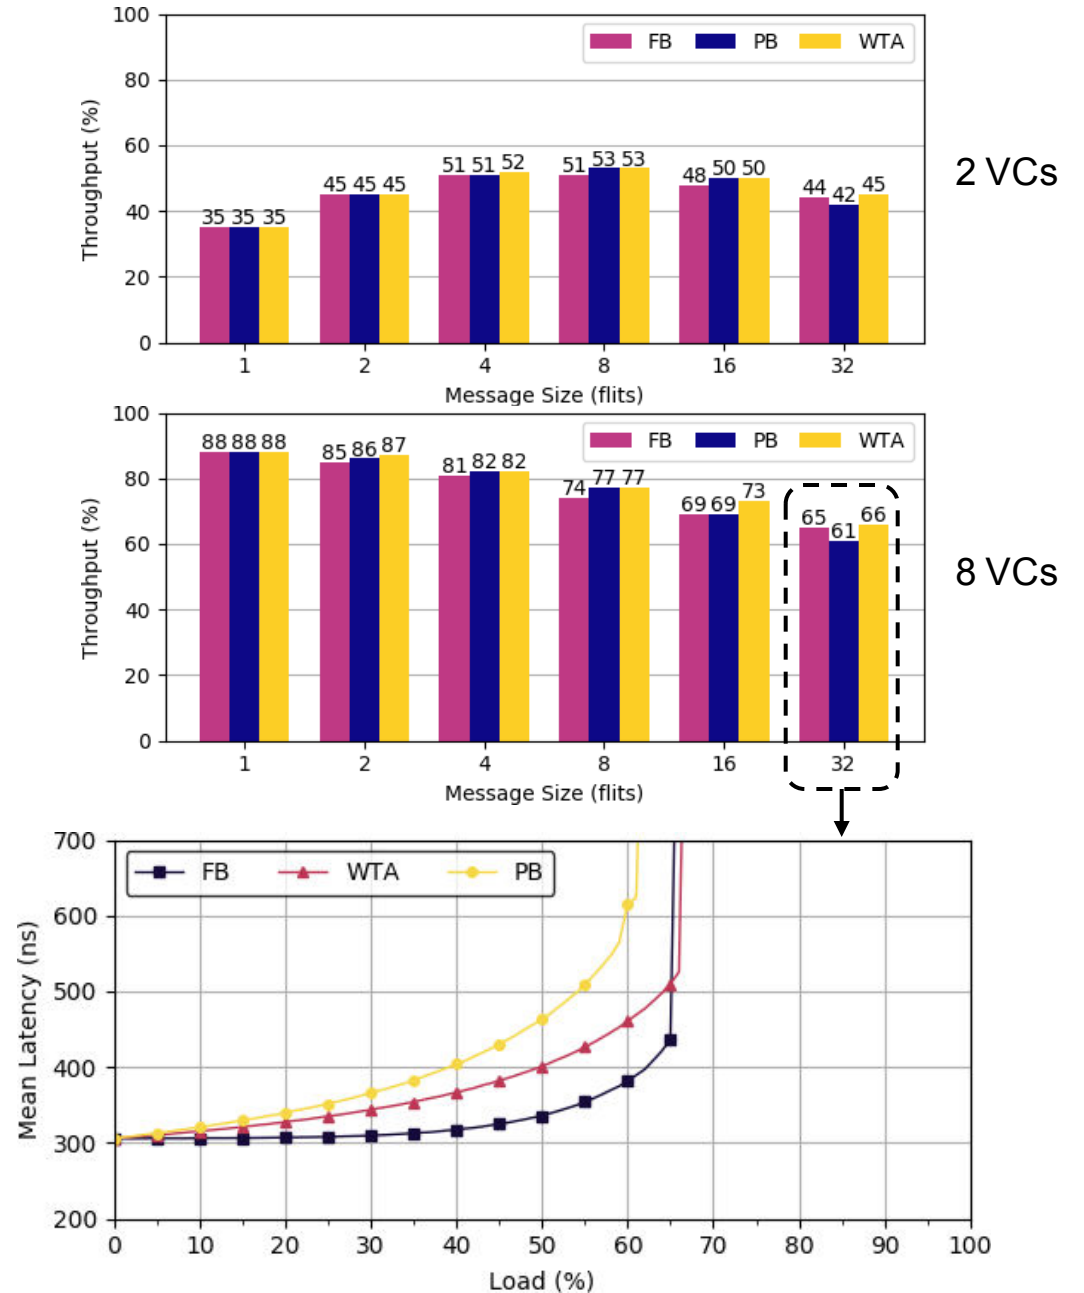 100
80
60
40
20
0
Throughput (%)
FB PB WTA
35 35 35 45 45 45 51 51 52 51 53 53 48 50 50 44 42 45
1 2 4 8 16 32
Message Size (flits)
2 VCs
100
80
60
40
20
0
Throughput (%)
FB PB WTA
88 88 88 85 86 87 81 82 82 74 77 77 69 69 73 65 61 66
1 2 4 8 16 32
Message Size (flits)
8 VCs
700
600
500
400
300
200
Mean Latency (ns)
FB WTA PB
0 10 20 30 40 50 60 70 80 90 100
Load (%)